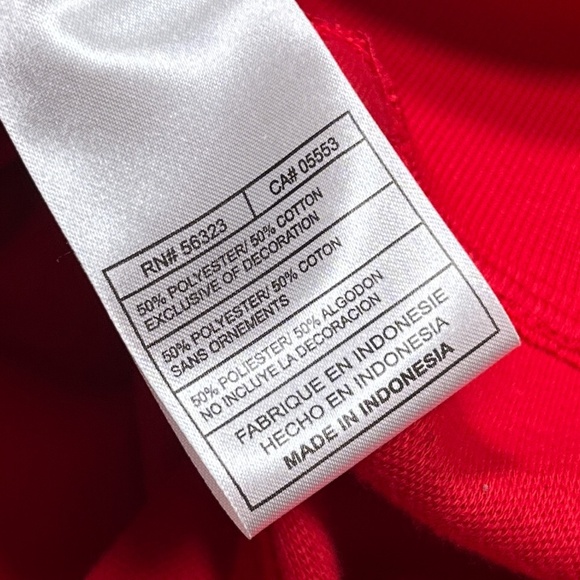 RN# 56323 CA# 05553
50% POLYESTER/ 50% COTTON
EXCLUSIVE OF DECORATION
50% POLYESTER/ 50% COTON
SANS ORNEMENTS
50% POLIESTER/ 50% ALGODON
NO INCLUYE LA DECORACION
FABRIQUE EN INDONESIE
HECHO EN INDONESIA
MADE IN INDONESIA